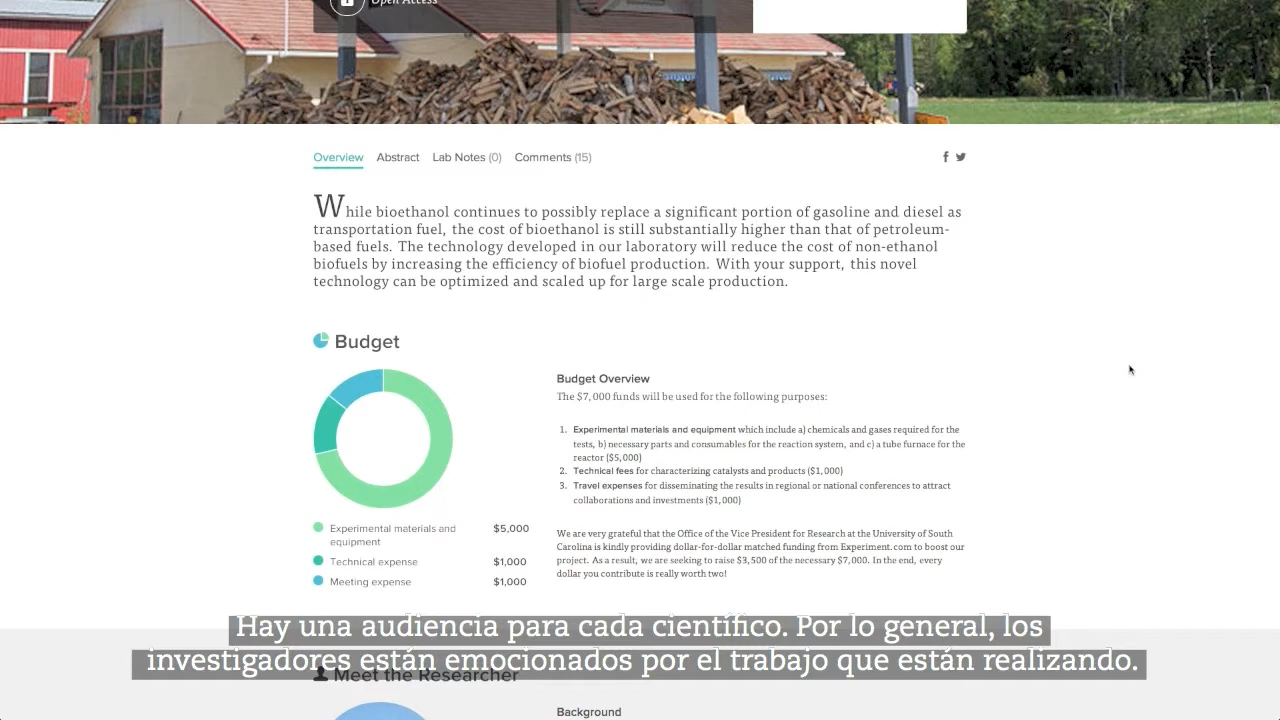 Open Access
Overview Abstract Lab Notes (0) Comments (15)
While bioethanol continues to possibly replace a significant portion of gasoline and diesel as
transportation fuel, the cost of bioethanol is still substantially higher than that of petroleum-
based fuels. The technology developed in our laboratory will reduce the cost of non-ethanol
biofuels by increasing the efficiency of biofuel production. With your support, this novel
technology can be optimized and scaled up for large scale production.
Budget
Experimental materials and $5,000
equipment
Technical expense $1,000
Meeting expense $1,000
Budget Overview
The $7,000 funds will be used for the following purposes:
1. Experimental materials and equipment which include a) chemicals and gases required for the
tests, b) necessary parts and consumables for the reaction system, and c) a tube furnace for the
reactor ($5,000)
2. Technical fees for characterizing catalysts and products ($1,000)
3. Travel expenses for disseminating the results in regional or national conferences to attract
collaborations and investments ($1,000)
We are very grateful that the Office of the Vice President for Research at the University of South
Carolina is kindly providing dollar-for-dollar matched funding from Experiment.com to boost our
project. As a result, we are seeking to raise $3,500 of the necessary $7,000. In the end, every
dollar you contribute is really worth two!
Hay una audiencia para cada científico. Por lo general, los
investigadores están emocionados por el trabajo que están realizando.
Meet the Researcher
Background